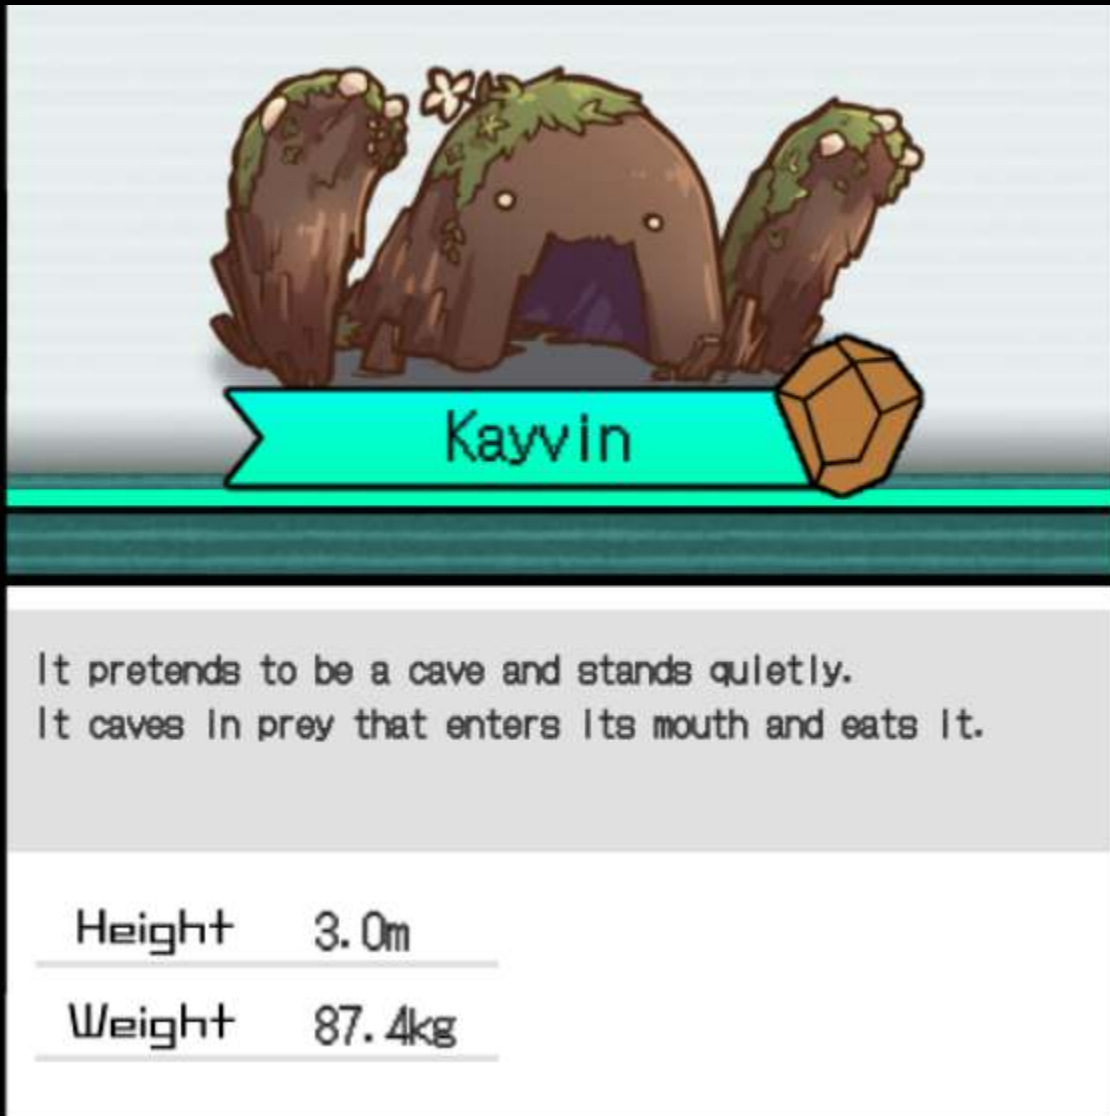 Kayvin
It pretends to be a cave and stands quietly.
It caves in prey that enters its mouth and eats it.
Height 3.0m
Weight 87.4kg